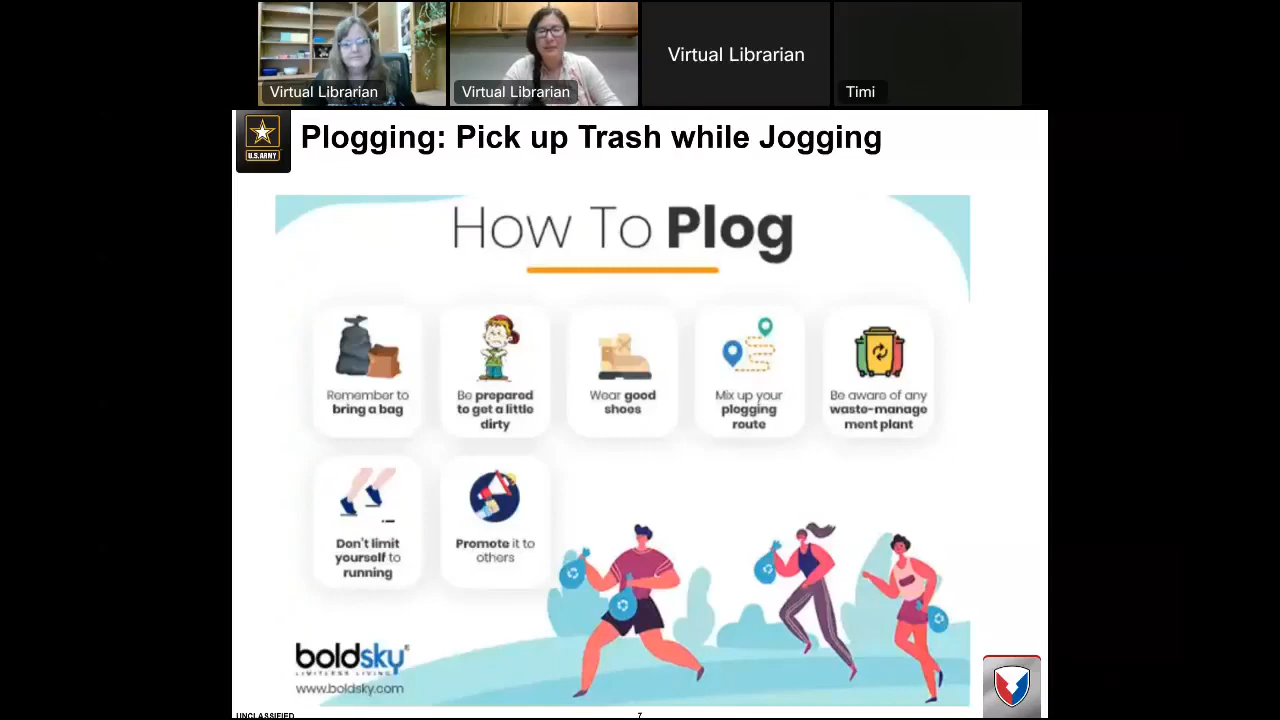 Virtual Librarian
Virtual Librarian
Virtual Librarian
Timi
U.S.ARMY
Plogging: Pick up Trash while Jogging
How To Plog
Remember to
bring a bag
Be prepared
to get a little
dirty
Wear good
shoes
Mix up your
plogging
route
Be aware of any
waste-manage
ment plant
Don't limit
yourself to
running
Promote it to
others
boldsky®
LIMITLESS LIVING
www.boldsky.com
UNCLASSIFIED
7